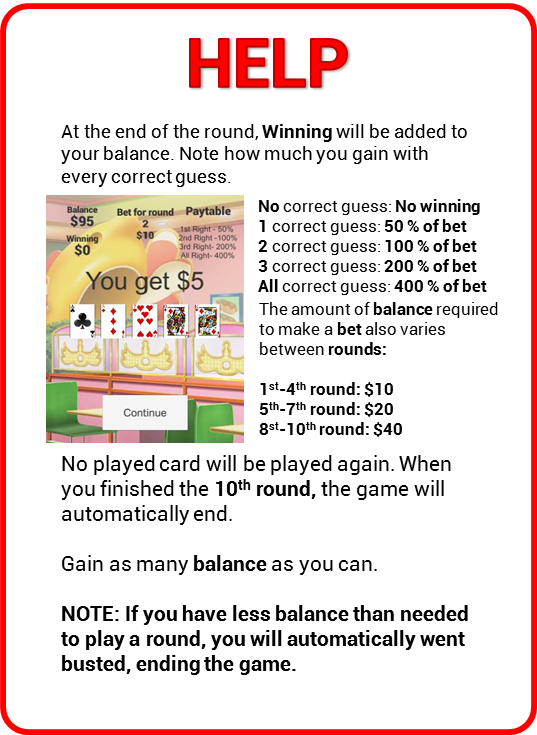 HELP
At the end of the round, Winning will be added to
your balance. Note how much you gain with
every correct guess.
Balance
$95
Winning
$0
Bet for round
2
$10
Paytable
1st Right - 50%
2nd Right -100%
3rd Right- 200%
All Right- 400%
You get $5
Continue
No correct guess: No winning
1 correct guess: 50 % of bet
2 correct guess: 100 % of bet
3 correct guess: 200 % of bet
All correct guess: 400 % of bet
The amount of balance required
to make a bet also varies
between rounds:
1st-4th round: $10
5th-7th round: $20
8st-10th round: $40
No played card will be played again. When
you finished the 10th round, the game will
automatically end.
Gain as many balance as you can.
NOTE: If you have less balance than needed
to play a round, you will automatically went
busted, ending the game.